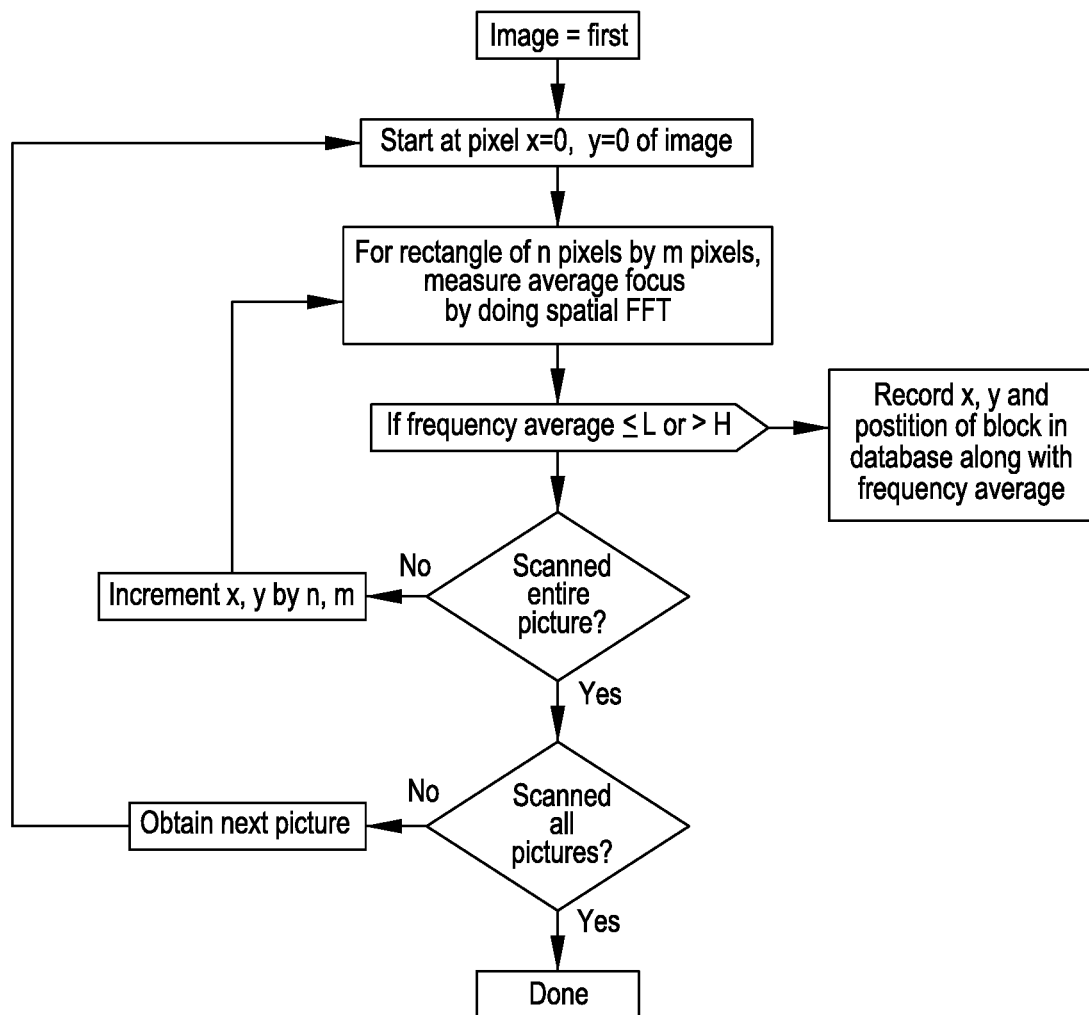 Image = first
Start at pixel x=0, y=0 of image
For rectangle of n pixels by m pixels,
measure average focus
by doing spatial FFT
If frequency average ≤ L or > H
Record x, y and
postition of block in
database along with
frequency average
No
Scanned
entire
picture?
Increment x, y by n, m
Yes
No
Scanned
all
pictures?
Obtain next picture
Yes
Done